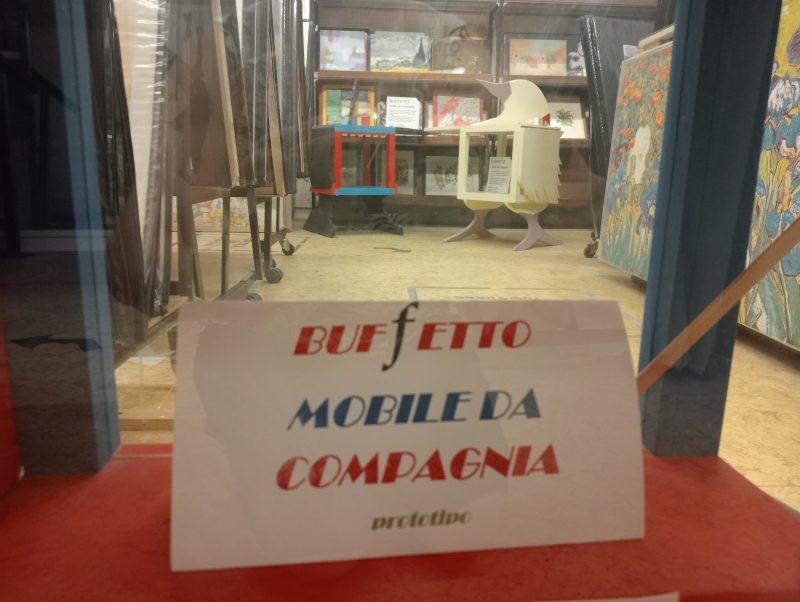 BUFfETTO
MOBILE DA
COMPAGNIA
prototipo